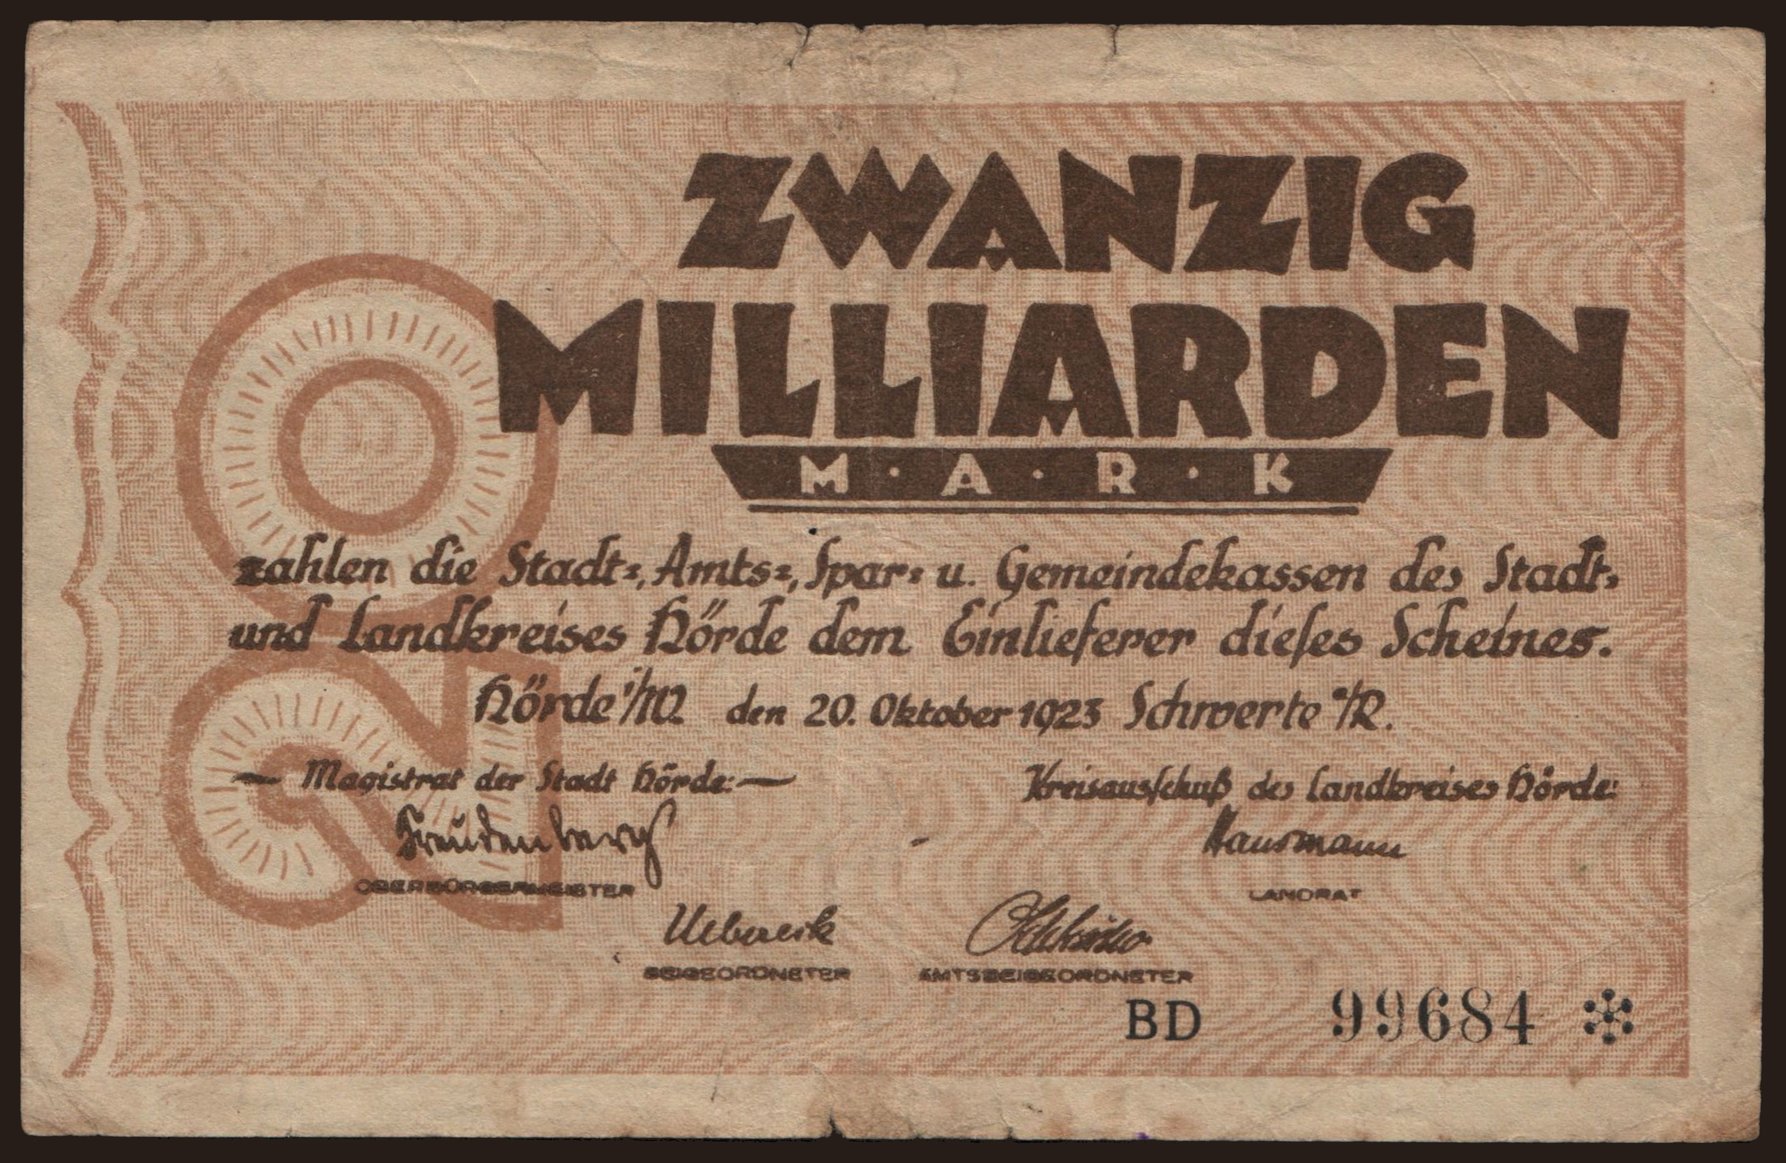 ZWANZIG
MILLIARDEN
M·A·R·K
20
zahlen die Stadt=, Amts=, Spar= u. Gemeindekassen des Stadt=
und Landkreises Hörde dem Einlieferer dieses Scheines.
Hörde i/W. den 20. Oktober 1923 Schwerte a/R.
— Magistrat der Stadt Hörde: —
Kreisausschuß des Landkreises Hörde:
Freudenberg
Hausmann
OBERBÜRGERMEISTER
LANDRAT
BEIGEORDNETER
AMTSBEIGEORDNETER
BD 99684 *